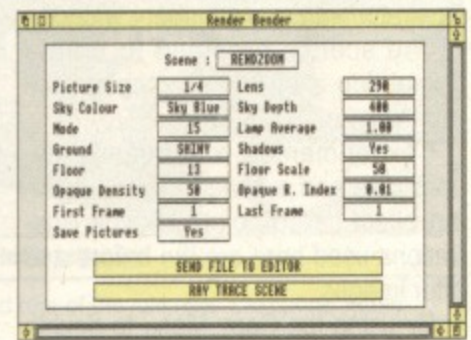 Render Bender
Scene : RENDZOOM
Picture Size 1/4 Lens 290
Sky Colour Sky Blue Sky Depth 400
Mode 15 Lamp Average 1.00
Ground SHINY Shadows Yes
Floor 13 Floor Scale 50
Opaque Density 50 Opaque R. Index 0.01
First Frame 1 Last Frame 1
Save Pictures Yes
SEND FILE TO EDITOR
RAY TRACE SCENE